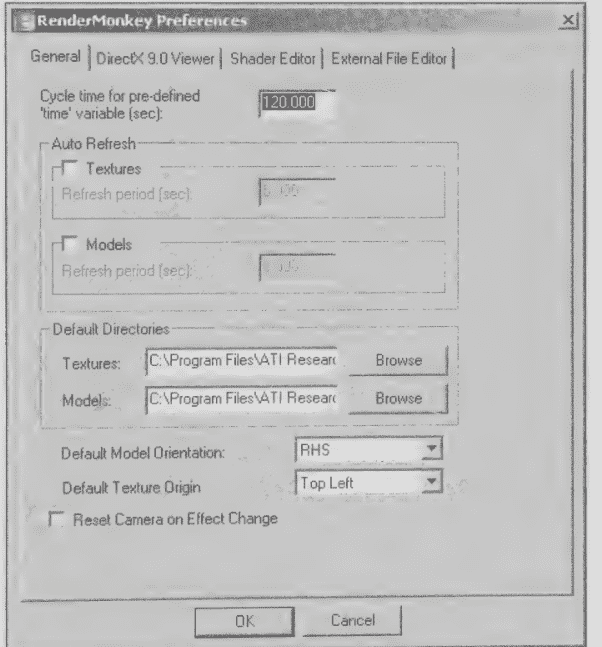 RenderMonkey Preferences
General
DirectX 9.0 Viewer
Shader Editor
External File Editor
Cycle time for pre-defined
'time' variable (sec):
120.000
Auto Refresh
Textures
Refresh period (sec):
Models
Refresh period (sec):
Default Directories
Textures:
C:\Program Files\ATI Researc
Browse
Models:
C:\Program Files\ATI Researc
Browse
Default Model Orientation:
RHS
Default Texture Origin
Top Left
Reset Camera on Effect Change
OK
Cancel